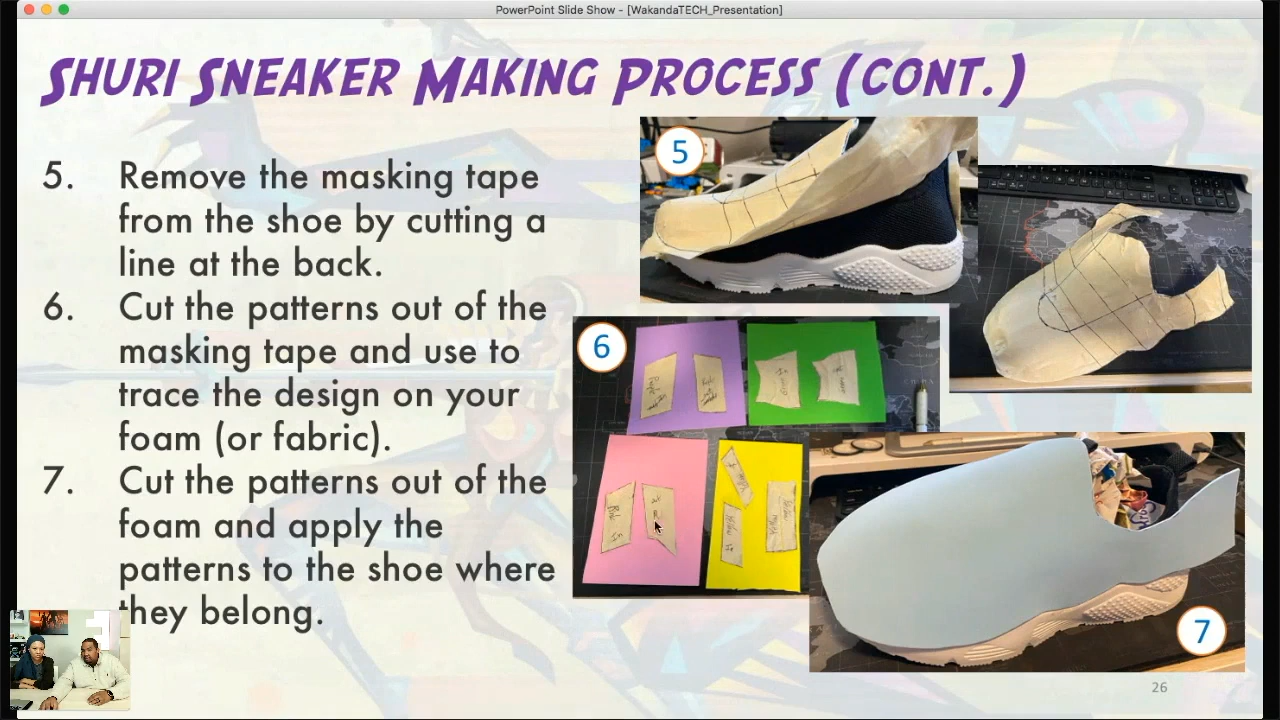 PowerPoint Slide Show - [WakandaTECH_Presentation]
Shuri Sneaker Making Process (cont.)
5. Remove the masking tape
from the shoe by cutting a
line at the back.
6. Cut the patterns out of the
masking tape and use to
trace the design on your
foam (or fabric).
7. Cut the patterns out of the
foam and apply the
patterns to the shoe where
they belong.
5
6
7
26